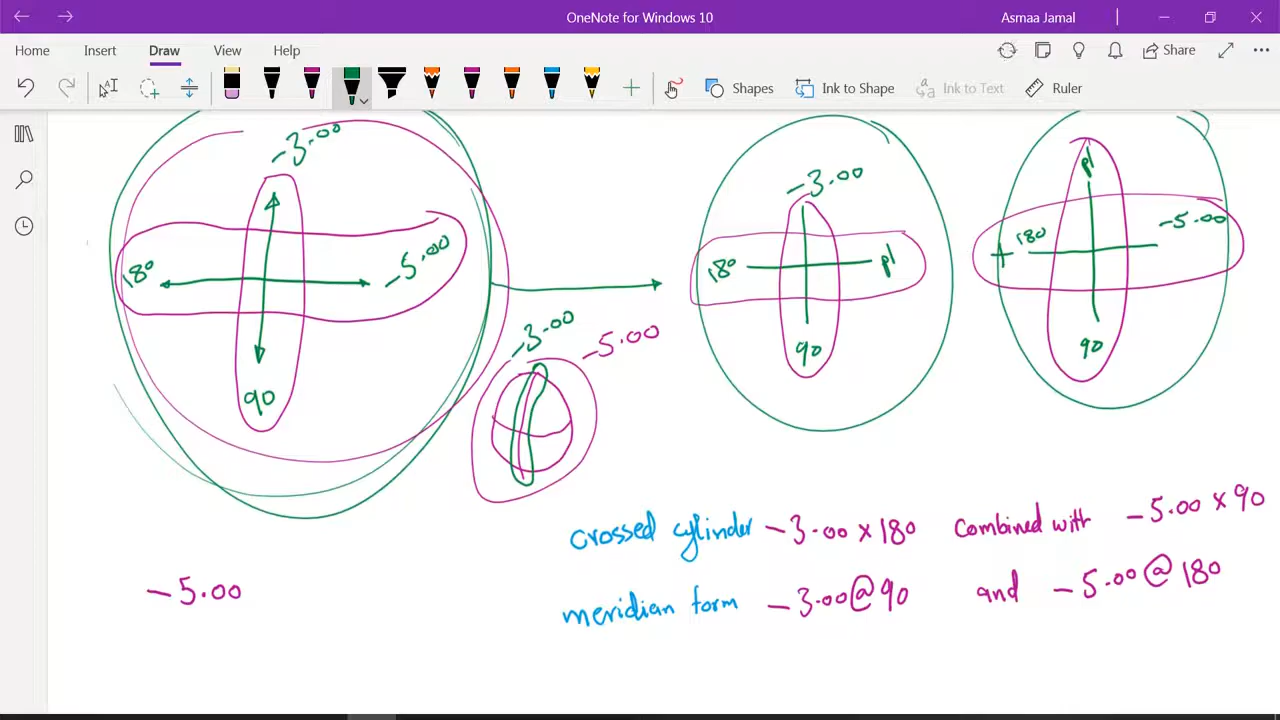 OneNote for Windows 10
Asmaa Jamal
Home Insert Draw View Help
Share
Shapes Ink to Shape Ink to Text Ruler
-3.00
180 -5.00
90
-3.00
180 pl
90
pl
180 -5.00
90
-3.00 -5.00
crossed cylinder -3.00 x 180 Combined with -5.00 x 90
meridian form -3.00@90 and -5.00@180
-5.00